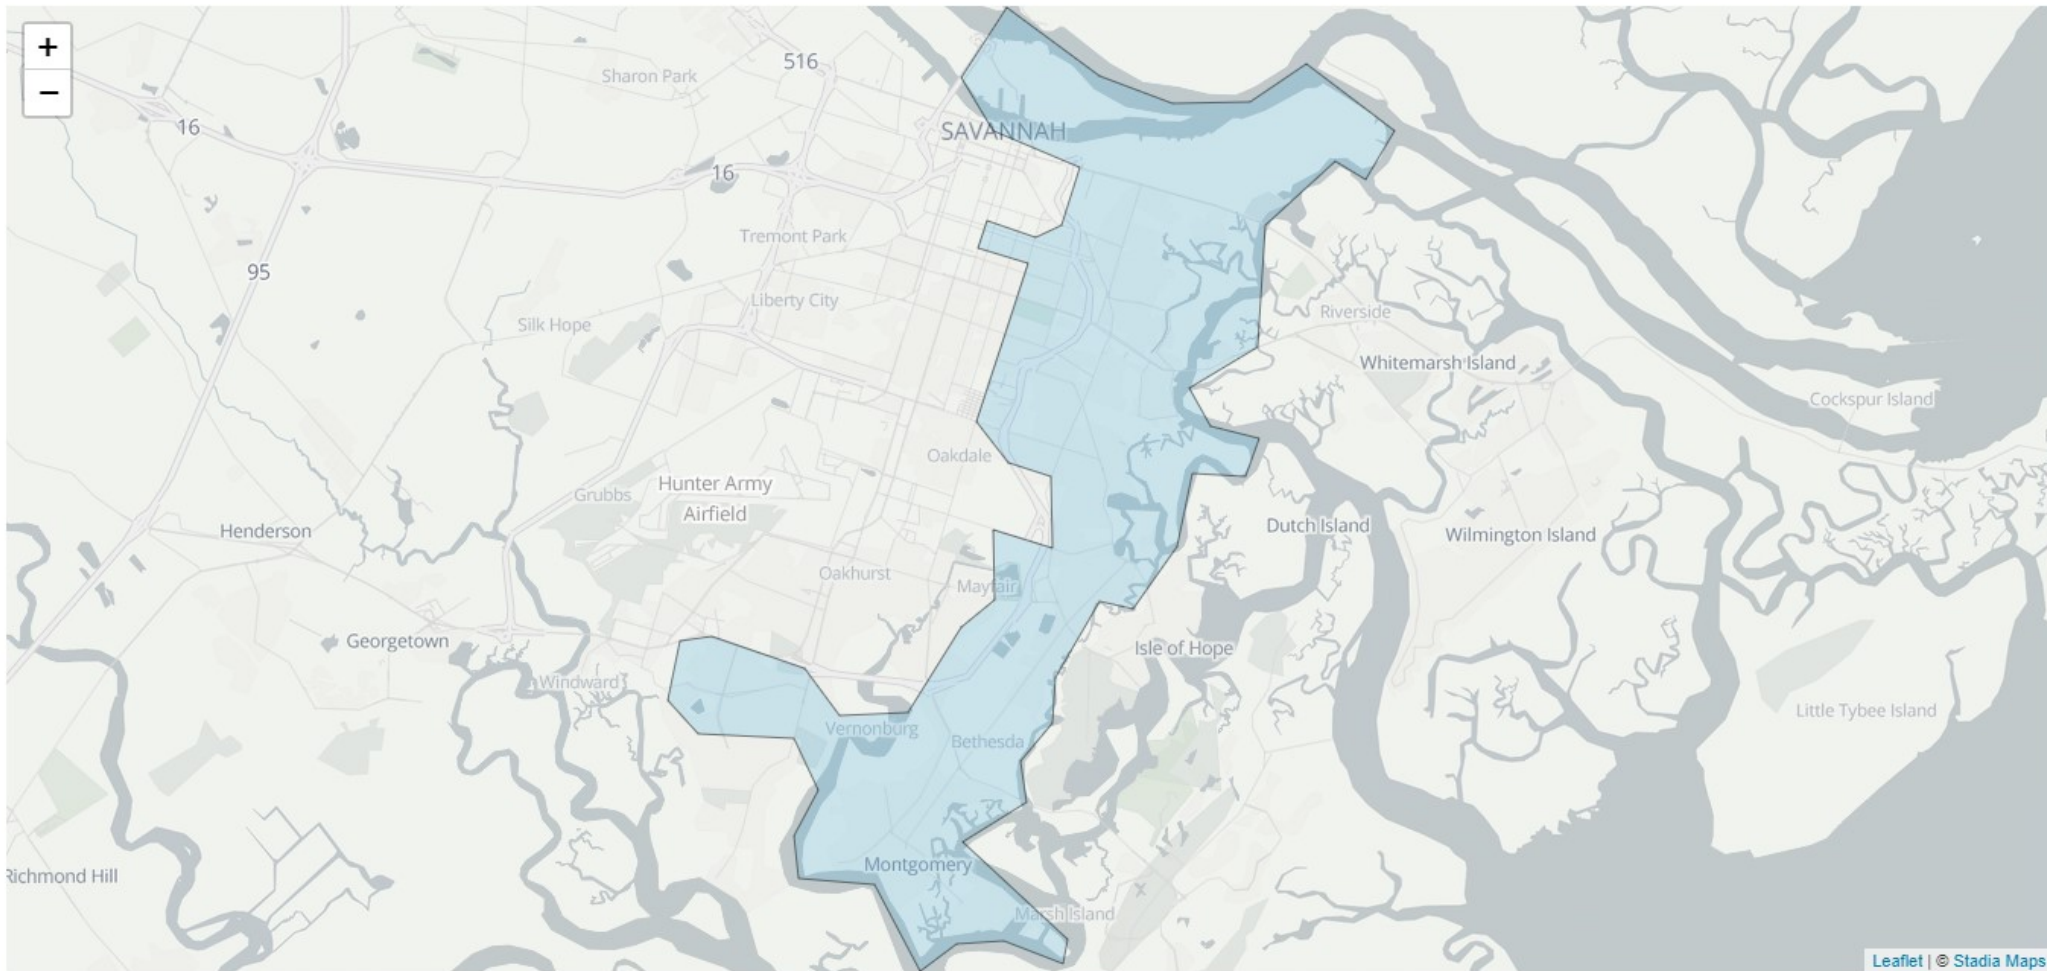 +
−
516
Sharon Park
16
SAVANNAH
16
Tremont Park
95
Liberty City
Silk Hope
Riverside
Whitemarsh Island
Cockspur Island
Oakdale
Hunter Army
Airfield
Grubbs
Henderson
Dutch Island
Wilmington Island
Oakhurst
Mayfair
Georgetown
Isle of Hope
Windward
Little Tybee Island
Vernonburg
Bethesda
Montgomery
Richmond Hill
Marsh Island
Leaflet | © Stadia Maps